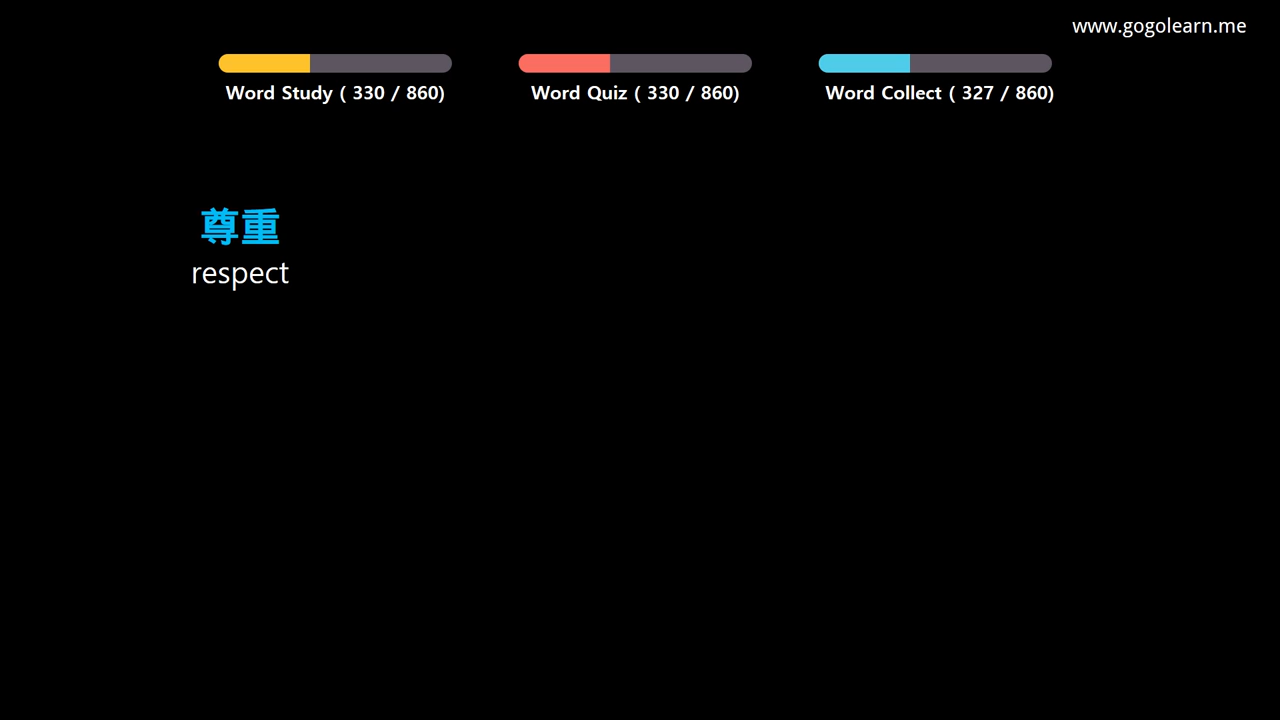 www.gogolearn.me
Word Study ( 330 / 860)
Word Quiz ( 330 / 860)
Word Collect ( 327 / 860)
尊重
respect